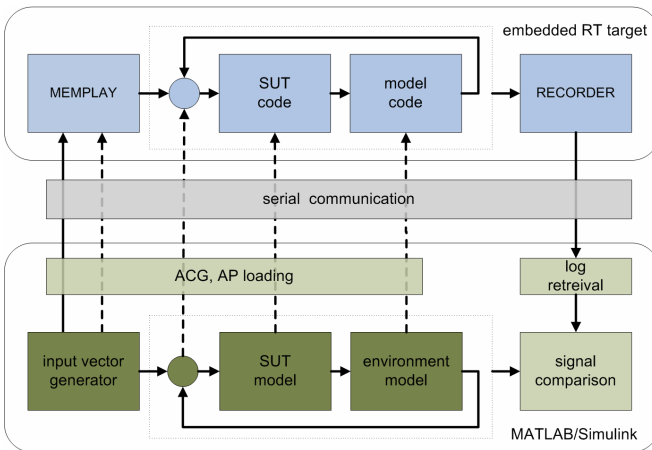 embedded RT target
MEMPLAY
SUT
code
model
code
RECORDER
serial communication
ACG, AP loading
log
retreival
input vector
generator
SUT
model
environment
model
signal
comparison
MATLAB/Simulink